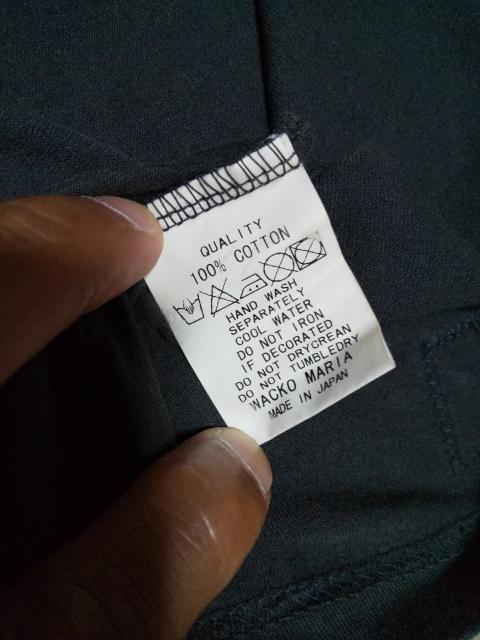 QUALITY
100% COTTON
HAND WASH
SEPARATELY
COOL WATER
DO NOT IRON
IF DECORATED
DO NOT DRYCREAN
DO NOT TUMBLEDRY
WACKO MARIA
MADE IN JAPAN